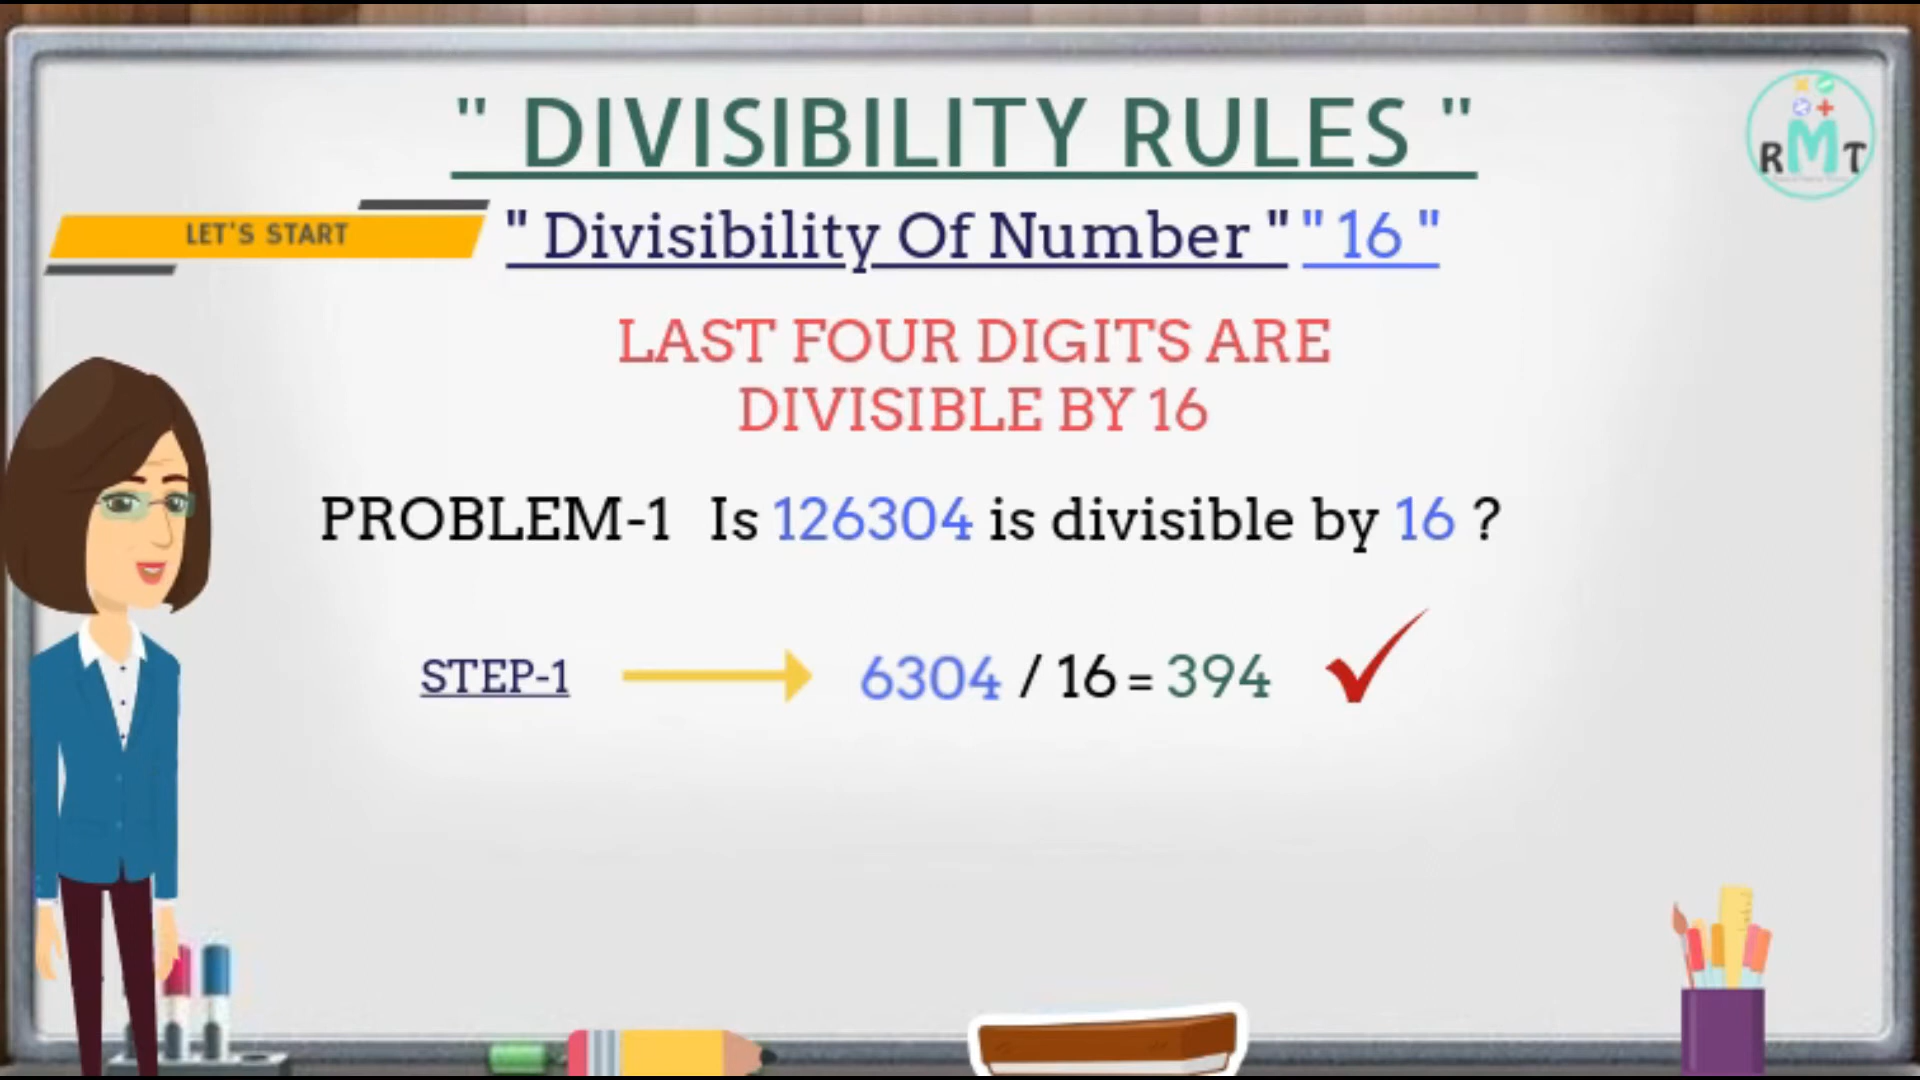 " DIVISIBILITY RULES "
RMT
LET'S START
" Divisibility Of Number " " 16 "
LAST FOUR DIGITS ARE
DIVISIBLE BY 16
PROBLEM-1 Is 126304 is divisible by 16 ?
STEP-1 6304 / 16 = 394